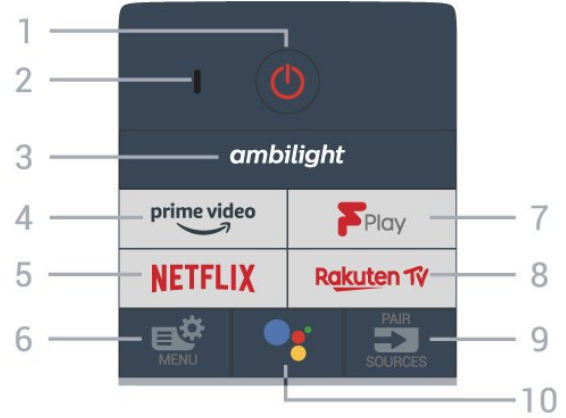 1
2
3
ambilight
4
prime video
FPlay
7
5
NETFLIX
Rakuten TV
8
6
MENU
PAIR
SOURCES
9
10